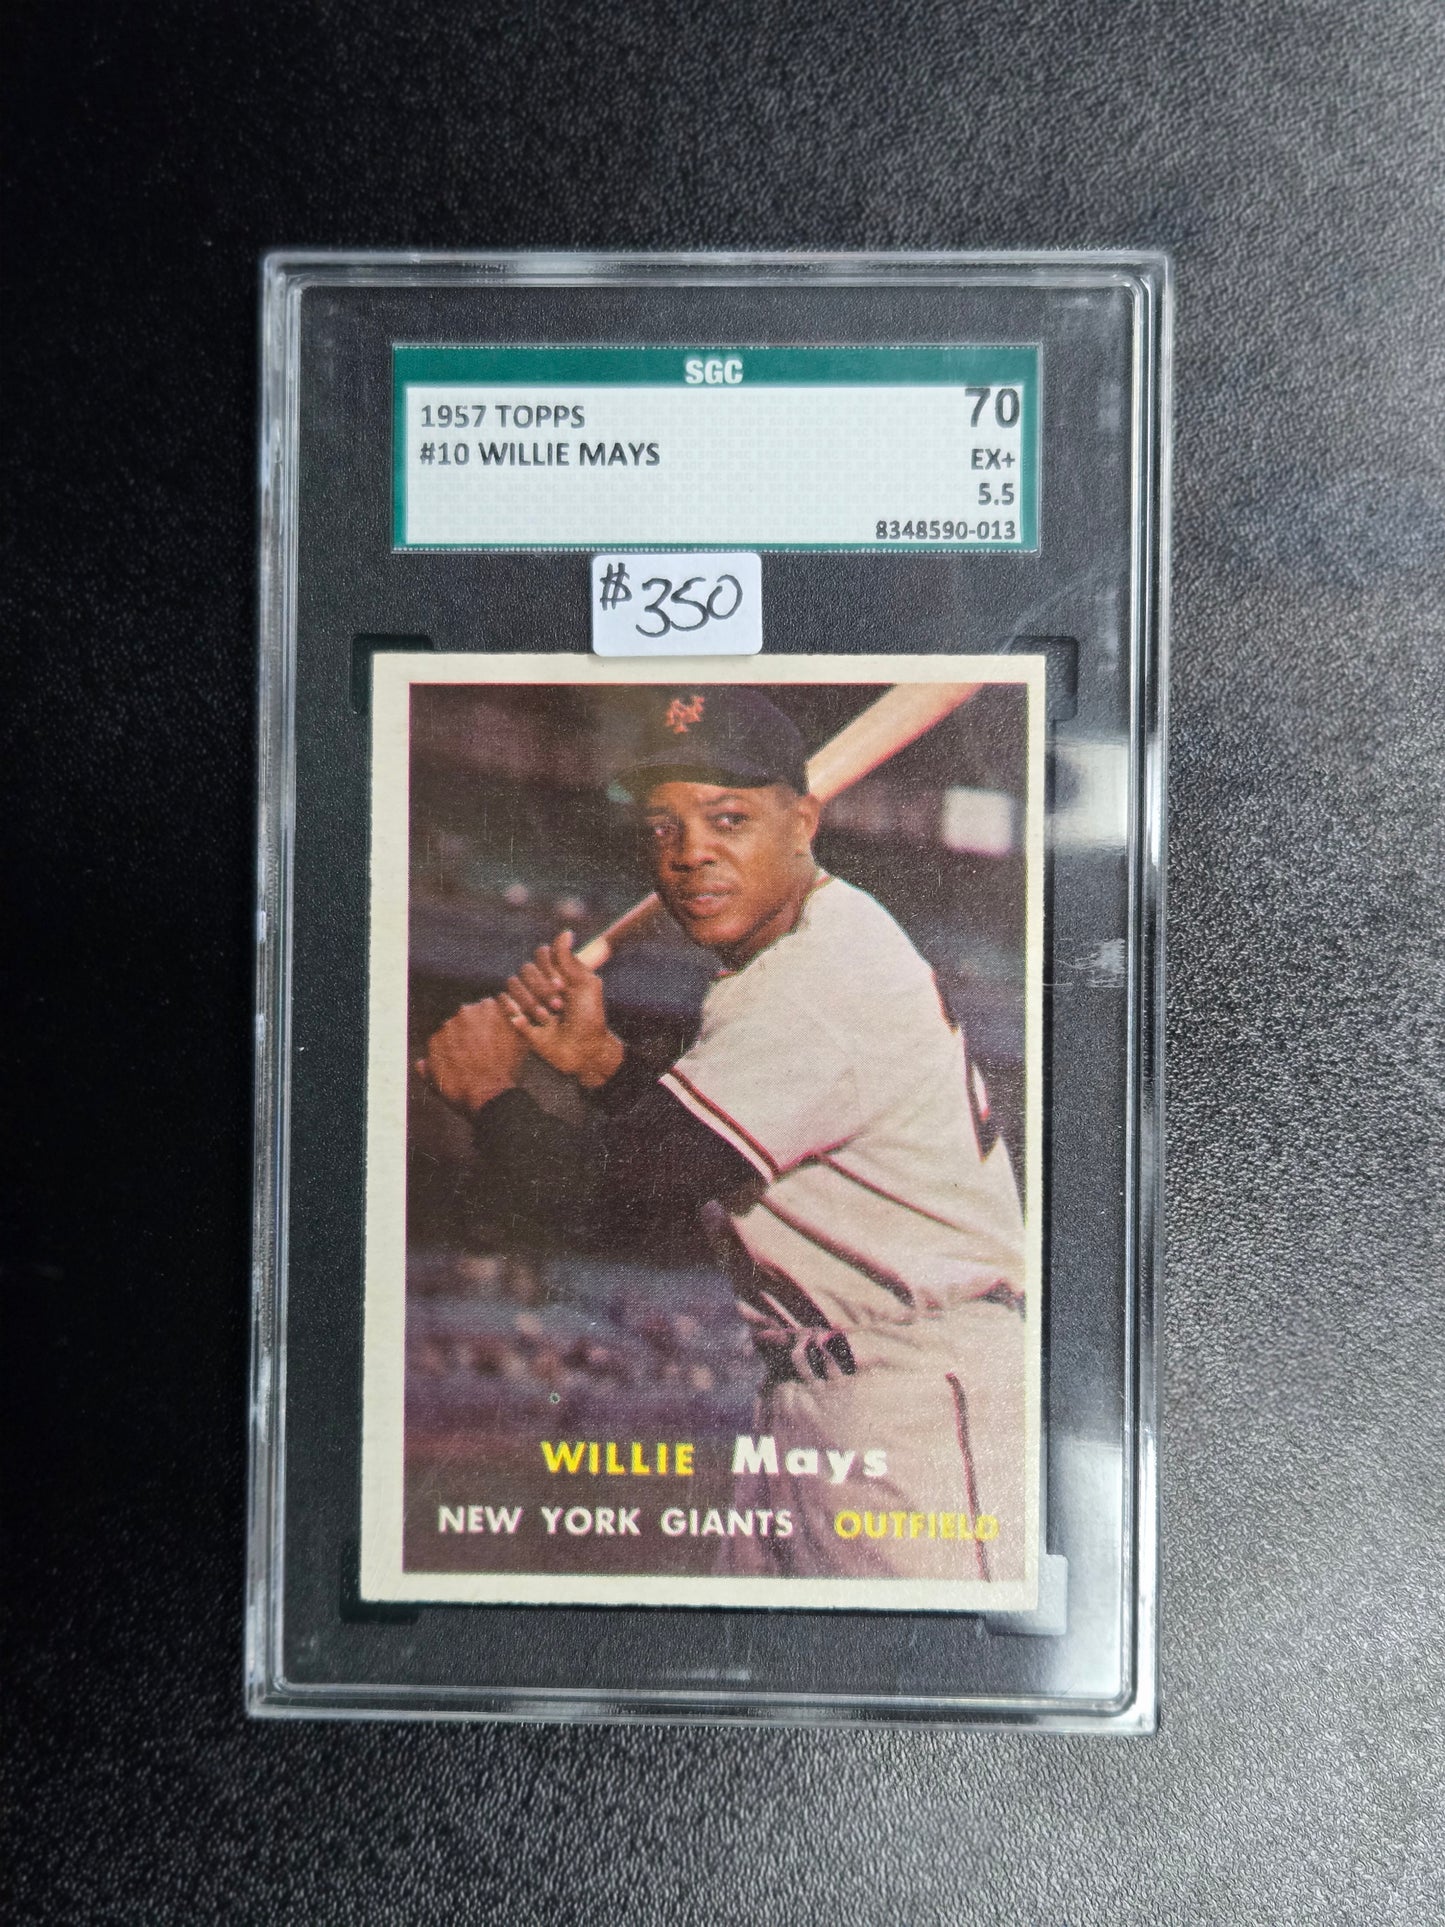 SGC
1957 TOPPS
70
#10 WILLIE MAYS
EX+
5.5
8348590-013
$350
NY
WILLIE Mays
NEW YORK GIANTS OUTFIELD